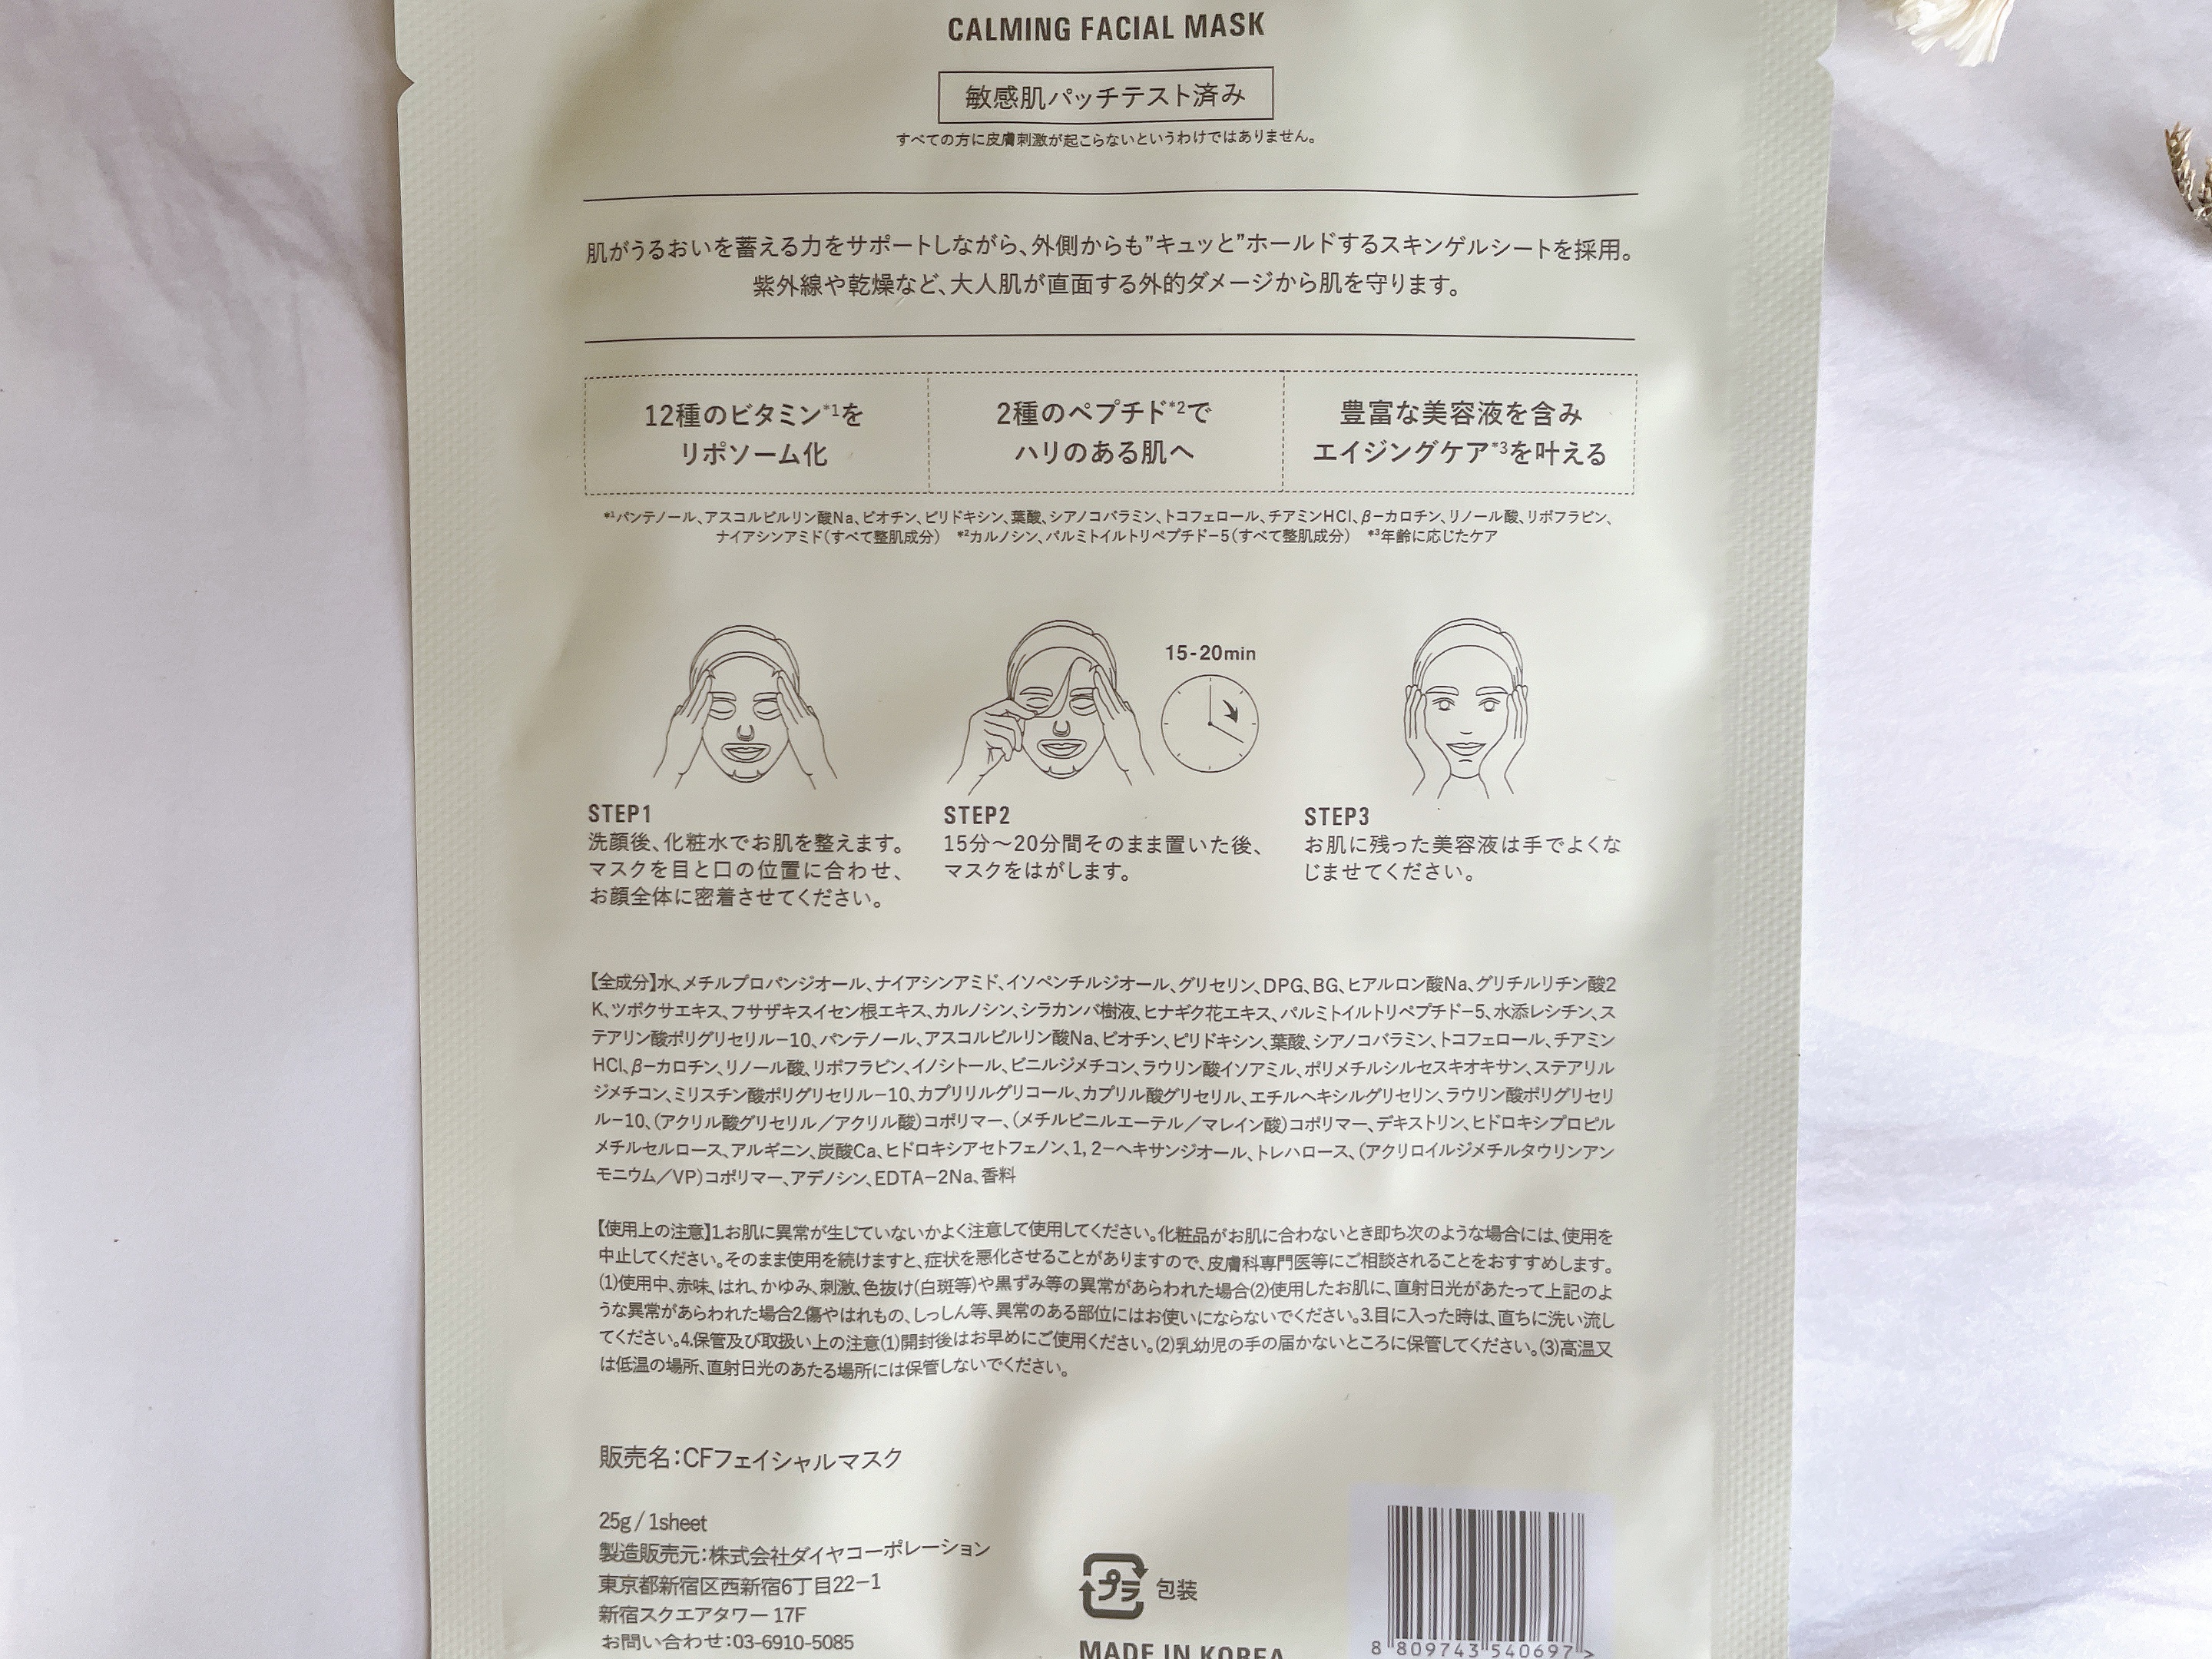 CALMING FACIAL MASK
敏感肌パッチテスト済み
すべての方に皮膚刺激が起こらないというわけではありません。
肌がうるおいを蓄える力をサポートしながら、外側からも"キュッと"ホールドするスキンゲルシートを採用。
紫外線や乾燥など、大人肌が直面する外的ダメージから肌を守ります。
12種のビタミン*1を
リポソーム化
2種のペプチド*2で
ハリのある肌へ
豊富な美容液を含み
エイジングケア*3を叶える
*1パンテノール、アスコルビルリン酸Na、ビオチン、ピリドキシン、葉酸、シアノコバラミン、トコフェロール、チアミンHCl、β−カロチン、リノール酸、リボフラビン、
ナイアシンアミド(すべて整肌成分) *2カルノシン、パルミトイルトリペプチド−5(すべて整肌成分) *3年齢に応じたケア
15-20min
STEP1
洗顔後、化粧水でお肌を整えます。
マスクを目と口の位置に合わせ、
お顔全体に密着させてください。
STEP2
15分〜20分間そのまま置いた後、
マスクをはがします。
STEP3
お肌に残った美容液は手でよくな
じませてください。
【全成分】水、メチルプロパンジオール、ナイアシンアミド、イソペンチルジオール、グリセリン、DPG、BG、ヒアルロン酸Na、グリチルリチン酸2
K、ツボクサエキス、フサザキスイセン根エキス、カルノシン、シラカンバ樹液、ヒナギク花エキス、パルミトイルトリペプチド−5、水添レシチン、ス
テアリン酸ポリグリセリル−10、パンテノール、アスコルビルリン酸Na、ビオチン、ピリドキシン、葉酸、シアノコバラミン、トコフェロール、チアミン
HCl、β−カロチン、リノール酸、リボフラビン、イノシトール、ビニルジメチコン、ラウリン酸イソアミル、ポリメチルシルセスキオキサン、ステアリル
ジメチコン、ミリスチン酸ポリグリセリル−10、カプリリルグリコール、カプリル酸グリセリル、エチルヘキシルグリセリン、ラウリン酸ポリグリセリ
ル−10、(アクリル酸グリセリル/アクリル酸)コポリマー、(メチルビニルエーテル/マレイン酸)コポリマー、デキストリン、ヒドロキシプロピル
メチルセルロース、アルギニン、炭酸Ca、ヒドロキシアセトフェノン、1,2−ヘキサンジオール、トレハロース、(アクリロイルジメチルタウリンアン
モニウム/VP)コポリマー、アデノシン、EDTA−2Na、香料
【使用上の注意】1.お肌に異常が生じていないかよく注意して使用してください。化粧品がお肌に合わないとき即ち次のような場合には、使用を
中止してください。そのまま使用を続けますと、症状を悪化させることがありますので、皮膚科専門医等にご相談されることをおすすめします。
(1)使用中、赤味、はれ、かゆみ、刺激、色抜け(白斑等)や黒ずみ等の異常があらわれた場合(2)使用したお肌に、直射日光があたって上記のよ
うな異常があらわれた場合2.傷やはれもの、しっしん等、異常のある部位にはお使いにならないでください。3.目に入った時は、直ちに洗い流し
てください。4.保管及び取扱い上の注意(1)開封後はお早めにご使用ください。(2)乳幼児の手の届かないところに保管してください。(3)高温又
は低温の場所、直射日光のあたる場所には保管しないでください。
販売名:CFフェイシャルマスク
25g / 1sheet
製造販売元:株式会社ダイヤコーポレーション
東京都新宿区西新宿6丁目22−1
新宿スクエアタワー 17F
お問い合わせ:03-6910-5085
プラ 包装
MADE IN KOREA
8 809743 540697 >